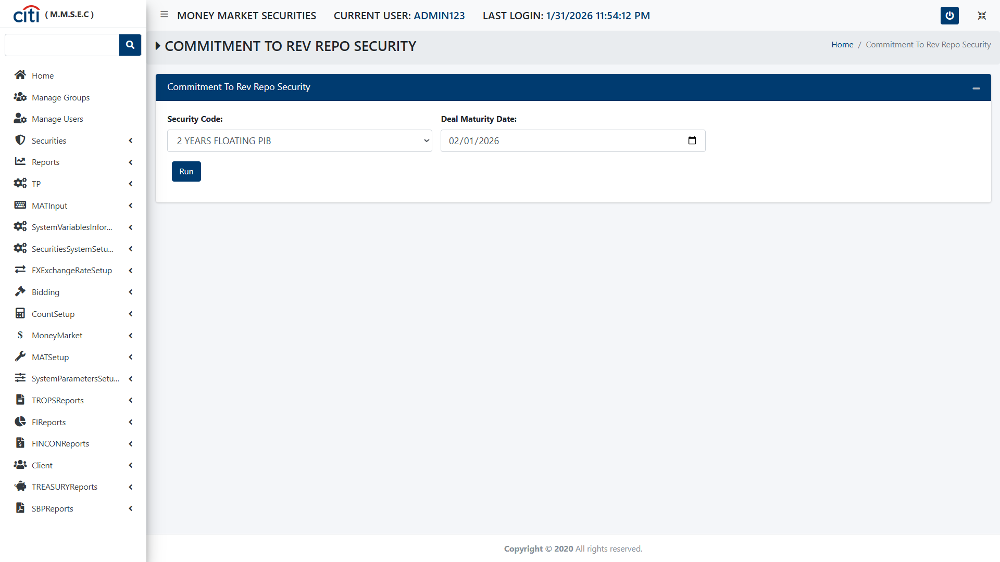 citi ( M.M.S.E.C )
MONEY MARKET SECURITIES CURRENT USER: ADMIN123 LAST LOGIN: 1/31/2026 11:54:12 PM
COMMITMENT TO REV REPO SECURITY
Home / Commitment To Rev Repo Security
Home
Manage Groups
Manage Users
Securities
Reports
TP
MATInput
SystemVariablesInfor...
SecuritiesSystemSetu...
FXExchangeRateSetup
Bidding
CountSetup
MoneyMarket
MATSetup
SystemParametersSetu...
TROPSReports
FIReports
FINCONReports
Client
TREASURYReports
SBPReports
Commitment To Rev Repo Security
Security Code: Deal Maturity Date:
2 YEARS FLOATING PIB 02/01/2026
Run
Copyright © 2020 All rights reserved.